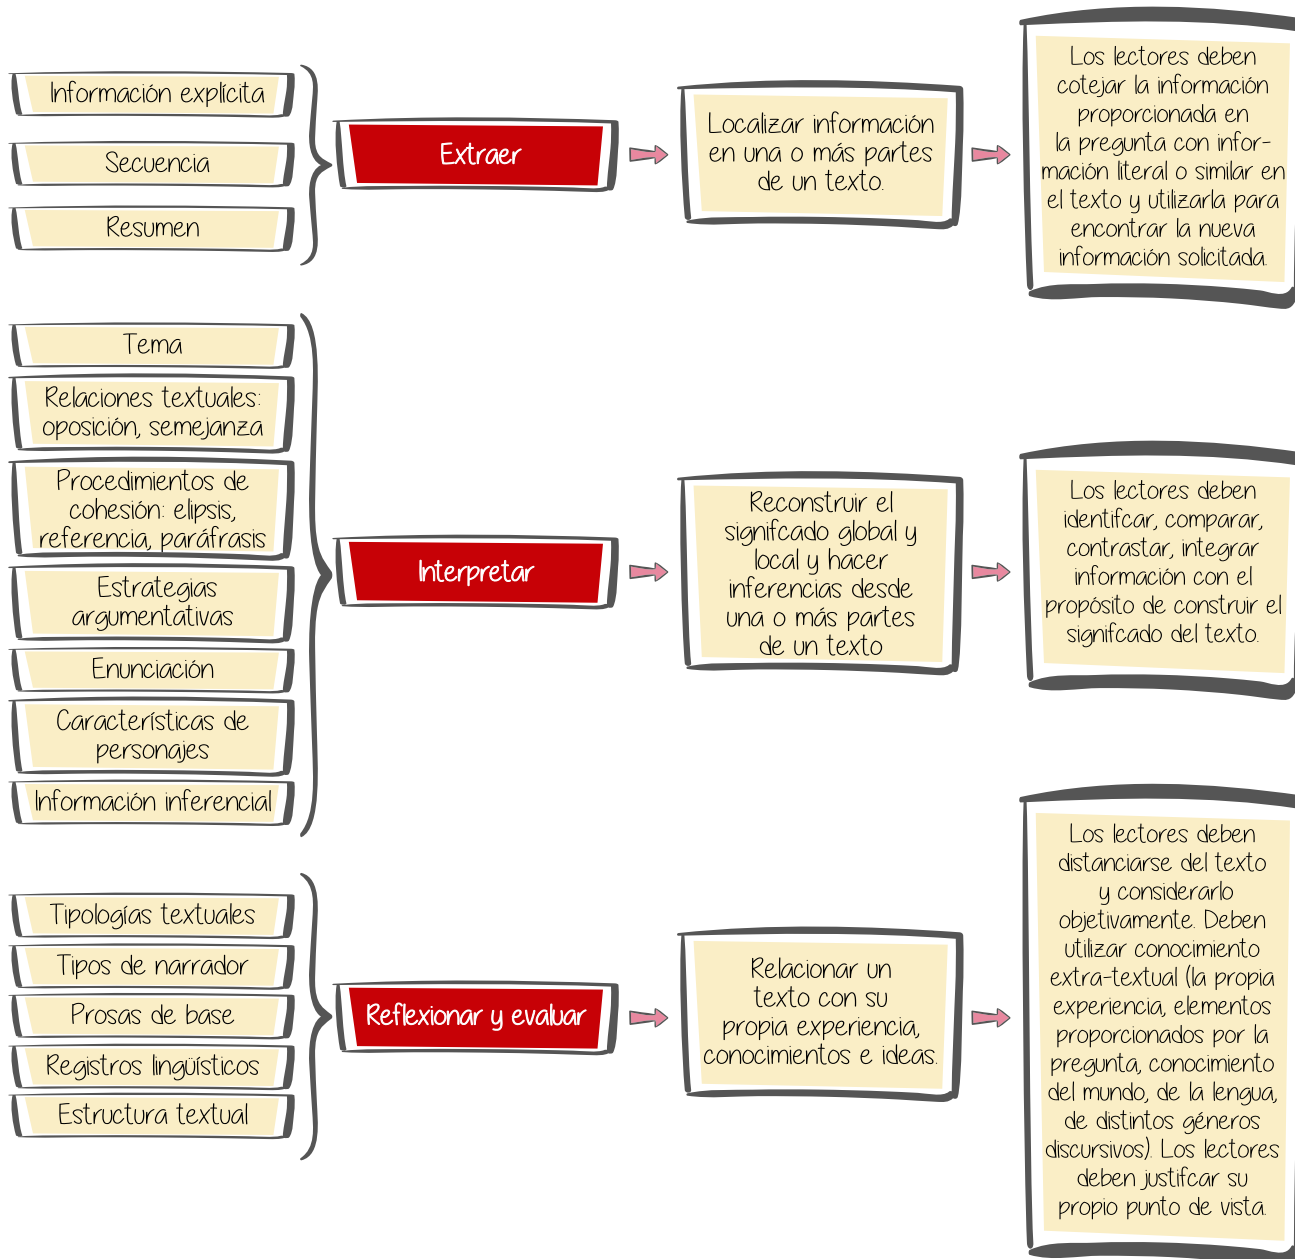 Información explícita
Secuencia
Resumen
Extraer
Localizar información
en una o más partes
de un texto.
Los lectores deben
cotejar la información
proporcionada en
la pregunta con infor-
mación literal o similar en
el texto y utilizarla para
encontrar la nueva
información solicitada.
Tema
Relaciones textuales:
oposición, semejanza
Procedimientos de
cohesión: elipsis,
referencia, paráfrasis
Estrategias
argumentativas
Enunciación
Características de
personajes
Información inferencial
Interpretar
Reconstruir el
signifcado global y
local y hacer
inferencias desde
una o más partes
de un texto
Los lectores deben
identifcar, comparar,
contrastar, integrar
información con el
propósito de construir el
signifcado del texto.
Tipologías textuales
Tipos de narrador
Prosas de base
Registros lingüísticos
Estructura textual
Reflexionar y evaluar
Relacionar un
texto con su
propia experiencia,
conocimientos e ideas.
Los lectores deben
distanciarse del texto
y considerarlo
objetivamente. Deben
utilizar conocimiento
extra-textual (la propia
experiencia, elementos
proporcionados por la
pregunta, conocimiento
del mundo, de la lengua,
de distintos géneros
discursivos). Los lectores
deben justifcar su
propio punto de vista.